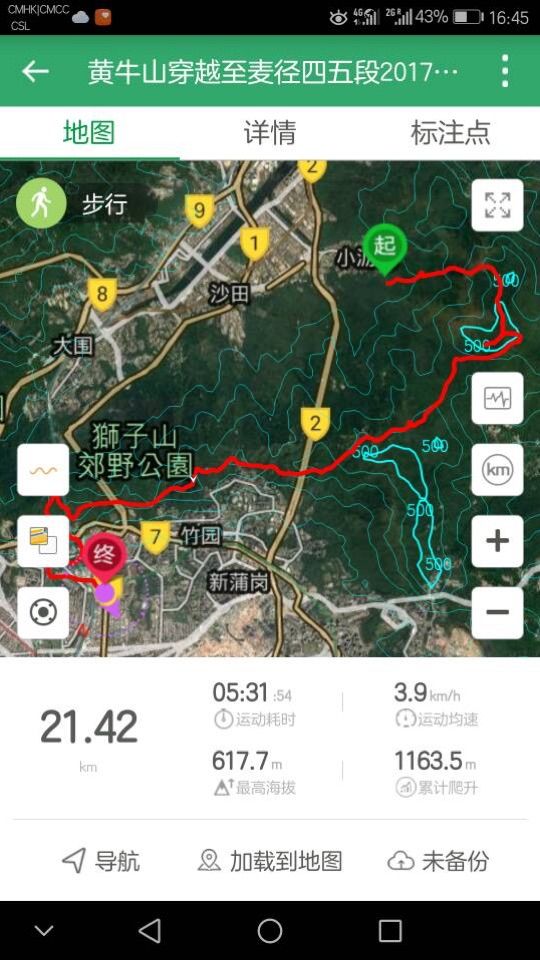 CMHK|CMCC
CSL
4G
2G
43%
16:45
黄牛山穿越至麦径四五段2017…
地图
详情
标注点
步行
2
9
1
起
小沥
8
沙田
500
大围
500
2
獅子山
郊野公園
500
500
km
500
7
竹园
终
500
新蒲岗
21.42
km
05:31:54
运动耗时
3.9km/h
运动均速
617.7m
最高海拔
1163.5m
累计爬升
导航
加载到地图
未备份